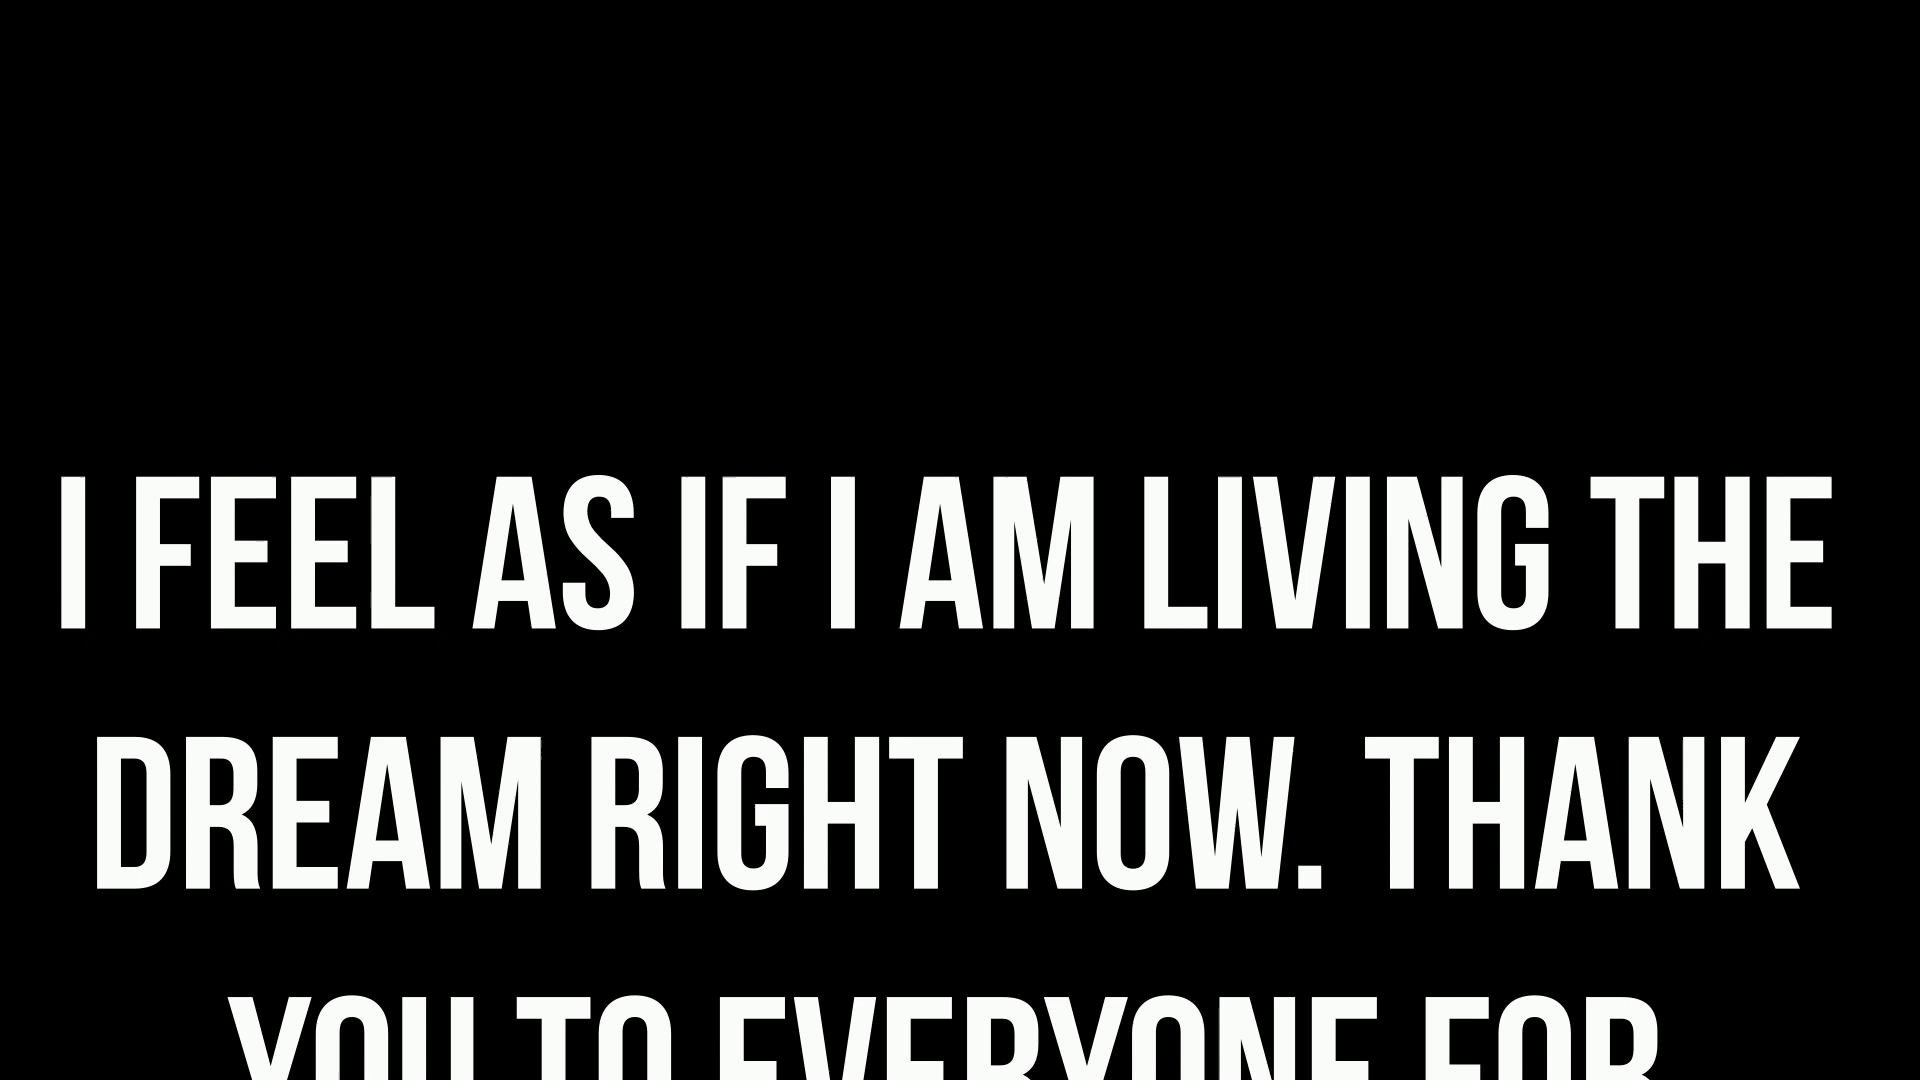 I FEEL AS IF I AM LIVING THE
DREAM RIGHT NOW. THANK
YOU TO EVERYONE FOR